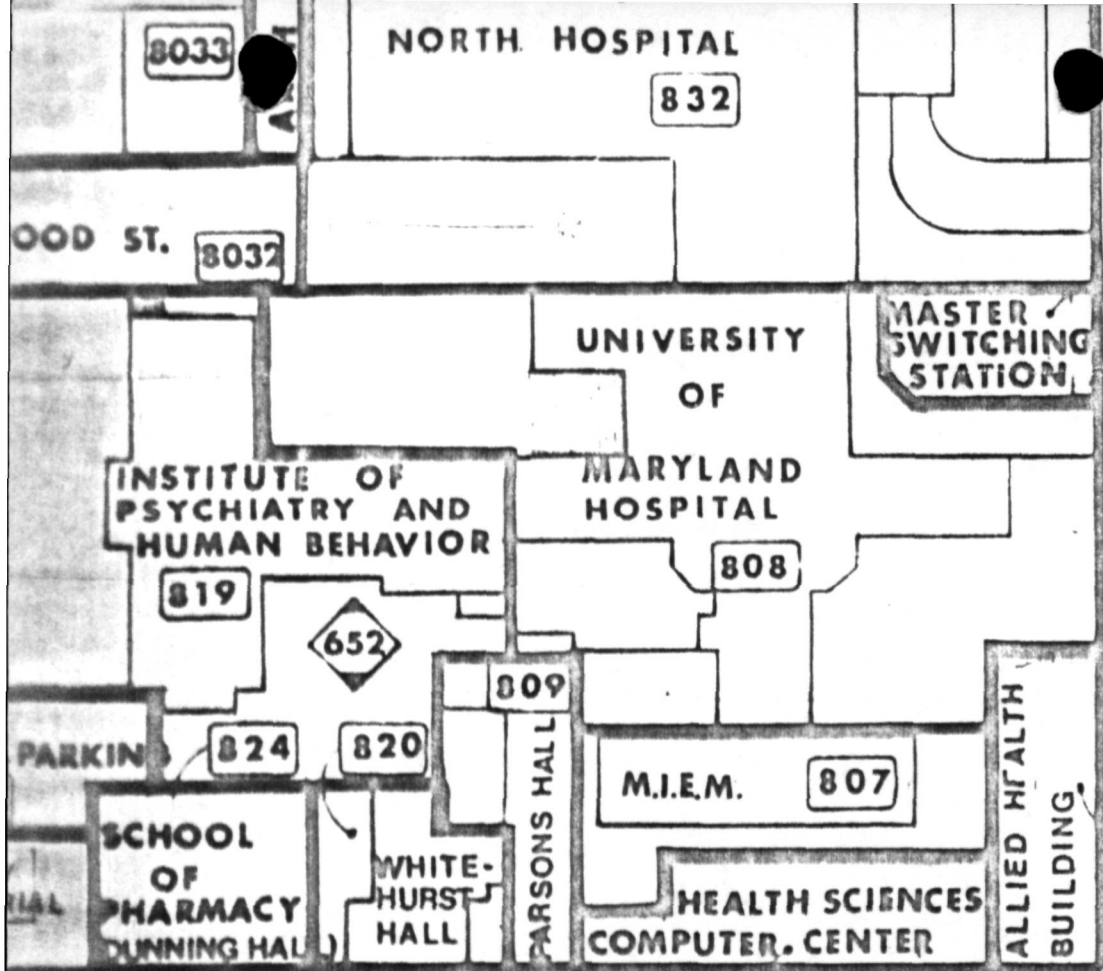 8033
NORTH HOSPITAL
832
OOD ST.
8032
UNIVERSITY
OF
MARYLAND
HOSPITAL
808
MASTER
SWITCHING
STATION
INSTITUTE OF
PSYCHIATRY AND
HUMAN BEHAVIOR
819
652
809
PARKIN
824
820
PARSONS HALL
M.I.E.M.
807
ALLIED HEALTH
BUILDING
SCHOOL
OF
PHARMACY
(DUNNING HALL)
WHITE-
HURST
HALL
HEALTH SCIENCES
COMPUTER. CENTER